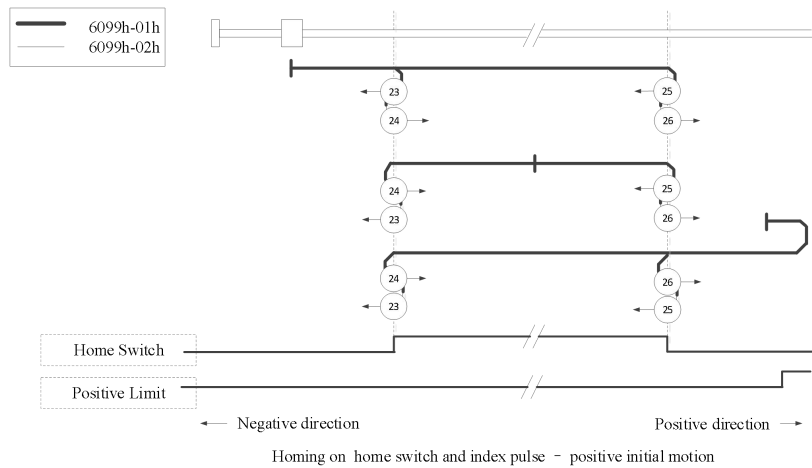 6099h-01h
6099h-02h
23
25
24
26
24
25
23
26
24
26
23
25
Home Switch
Positive Limit
Negative direction
Positive direction
Homing on home switch and index pulse - positive initial motion